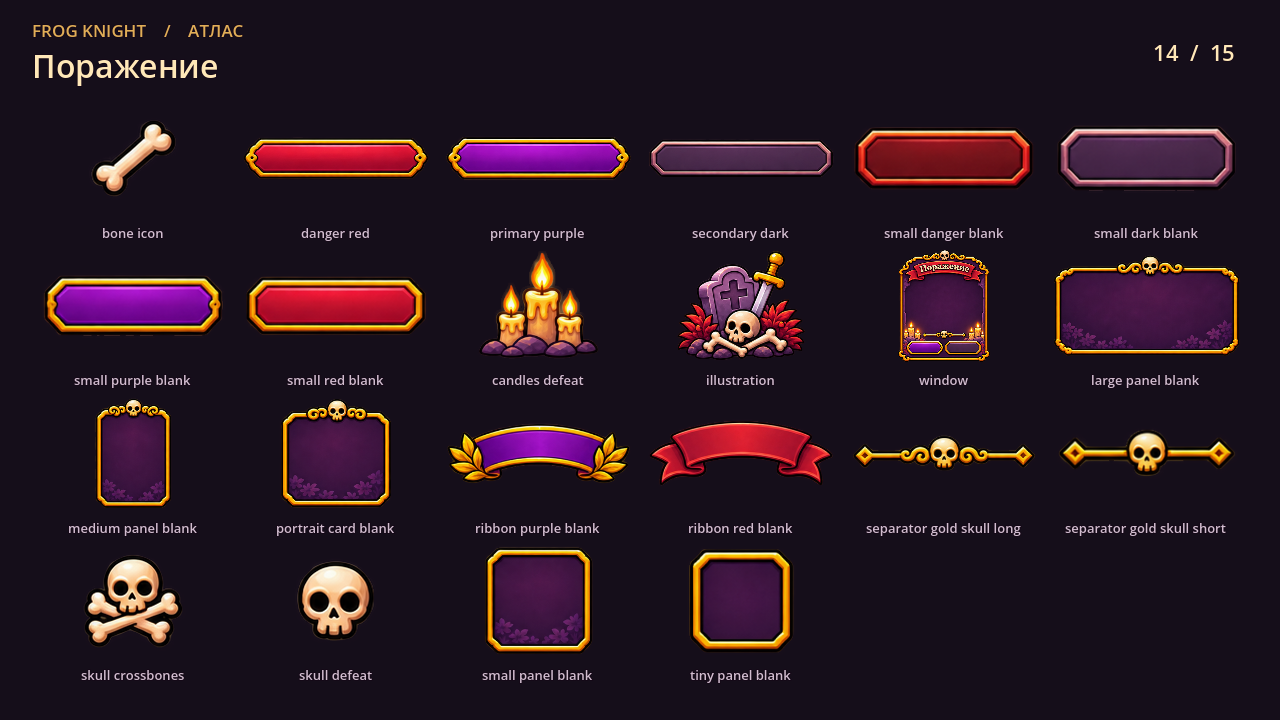 FROG KNIGHT / АТЛАС
Поражение
14 / 15
bone icon
danger red
primary purple
secondary dark
small danger blank
small dark blank
Поражение
small purple blank
small red blank
candles defeat
illustration
window
large panel blank
medium panel blank
portrait card blank
ribbon purple blank
ribbon red blank
separator gold skull long
separator gold skull short
skull crossbones
skull defeat
small panel blank
tiny panel blank